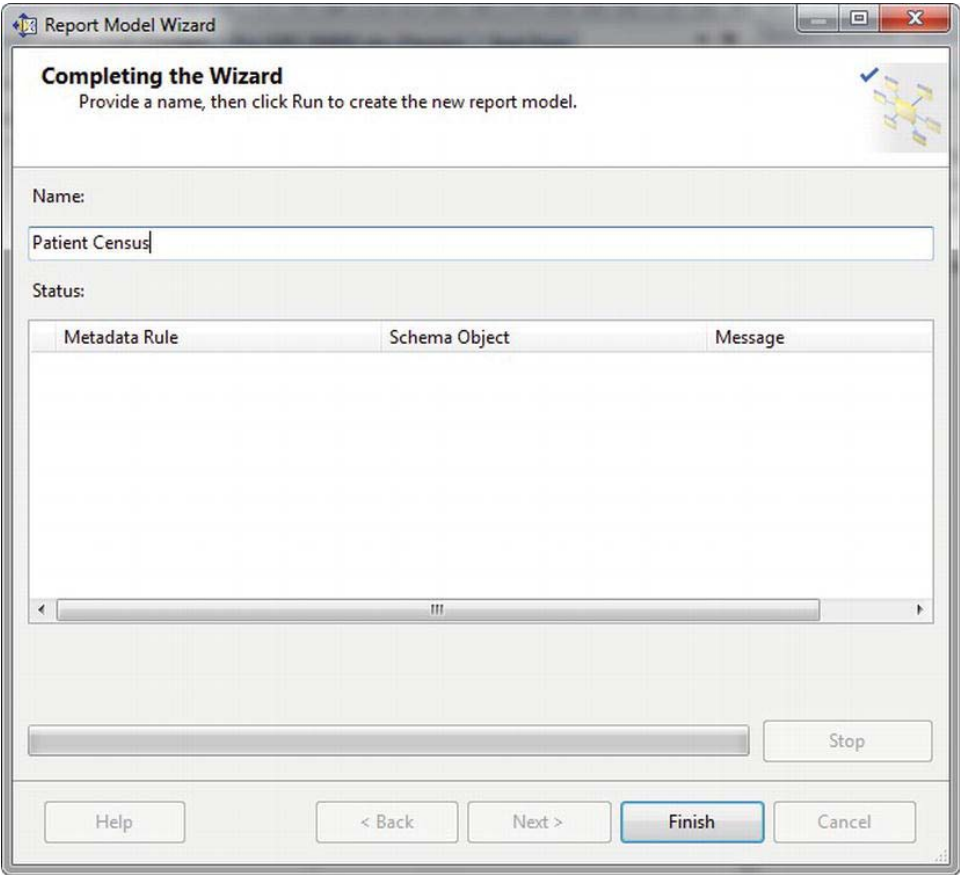 Report Model Wizard
Completing the Wizard
Provide a name, then click Run to create the new report model.
Name:
Patient Census
Status:
Metadata Rule Schema Object Message
Stop
Help < Back Next > Finish Cancel